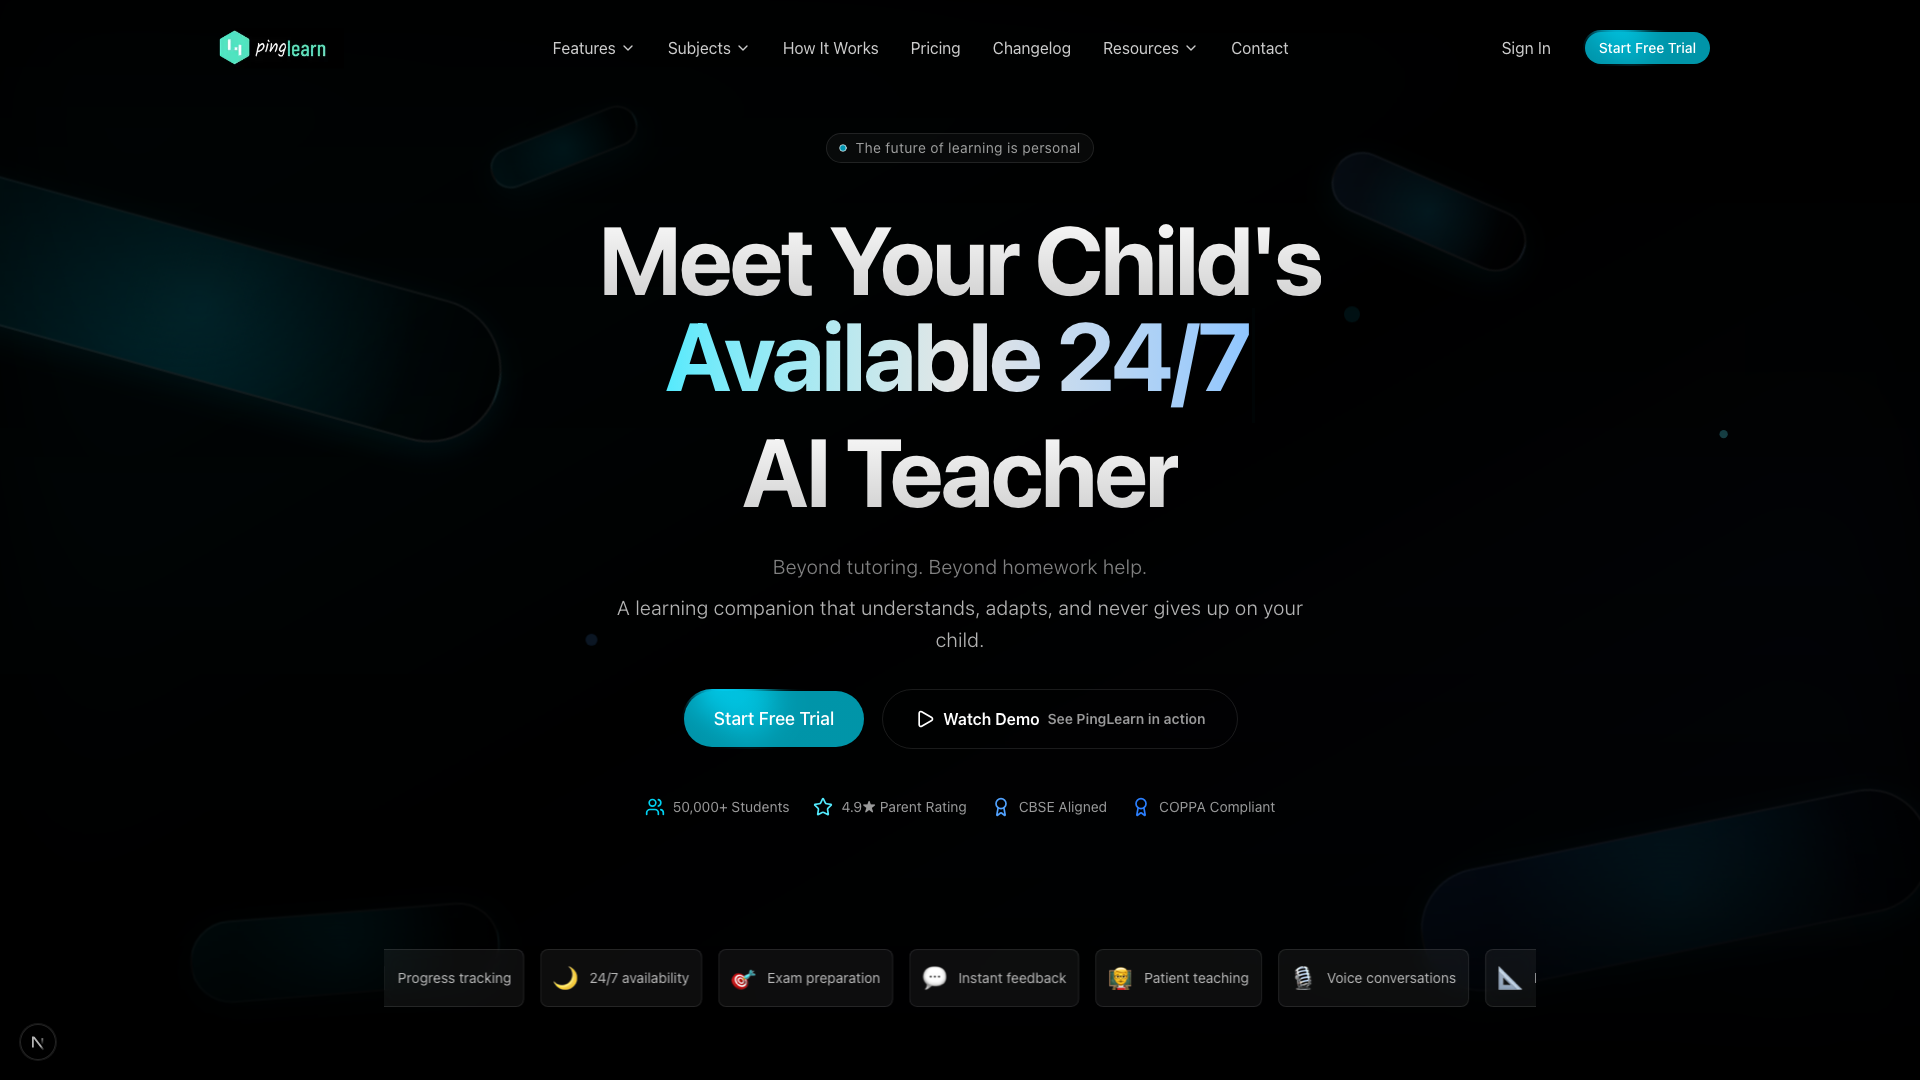 pinglearn
Features
Subjects
How It Works
Pricing
Changelog
Resources
Contact
Sign In
Start Free Trial
The future of learning is personal
Meet Your Child's
Available 24/7
AI Teacher
Beyond tutoring. Beyond homework help.
A learning companion that understands, adapts, and never gives up on your
child.
Start Free Trial
Watch Demo See PingLearn in action
50,000+ Students
4.9★ Parent Rating
CBSE Aligned
COPPA Compliant
Progress tracking
24/7 availability
Exam preparation
Instant feedback
Patient teaching
Voice conversations
N